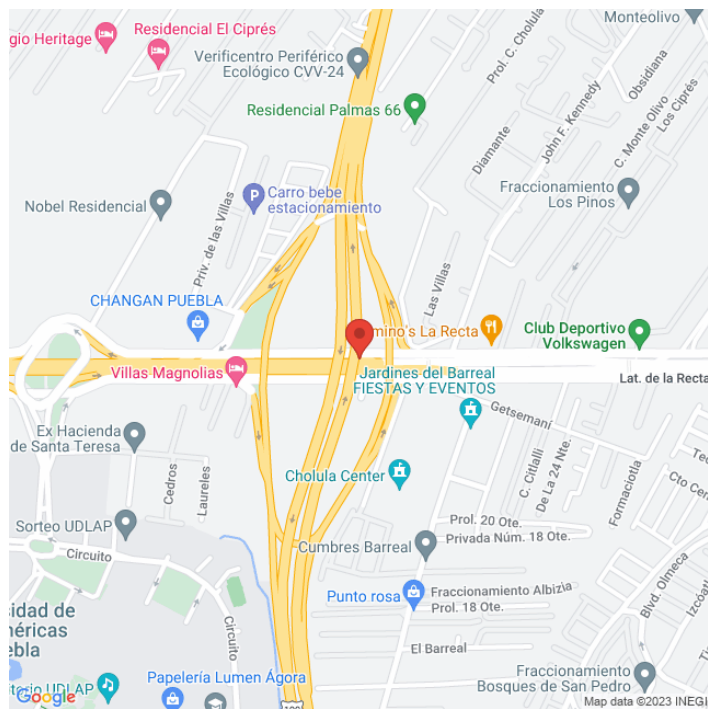 Monteolivo
gio Heritage
Residencial El Ciprés
Verificentro Periférico
Ecológico CVV-24
Prol. C. Cholula
Obsidiana
Residencial Palmas 66
John F. Kennedy
C. Monte Olivo
Los Ciprés
Diamante
Carro bebe
estacionamiento
Fraccionamiento
Los Pinos
Nobel Residencial
Priv. de las Villas
Las Villas
CHANGAN PUEBLA
mino's La Recta
Club Deportivo
Volkswagen
Villas Magnolias
Jardines del Barreal
FIESTAS Y EVENTOS
Lat. de la Recta
Getsemaní
Ex Hacienda
de Santa Teresa
Cedros
Laureles
Cholula Center
C. Citlalli
De La 24 Nte.
Formaciotla
Tec
Cto Cen
Sorteo UDLAP
Prol. 20 Ote.
Privada Núm. 18 Ote.
Circuito
Cumbres Barreal
Blvd. Olmeca
Izcóatl
Punto rosa
Fraccionamiento Albizia
Prol. 18 Ote.
sidad de
méricas
ebla
Circuito
El Barreal
Ti
Papelería Lumen Ágora
Fraccionamiento
Bosques de San Pedro
torio UDLAP
Google
Map data ©2023 INEGI